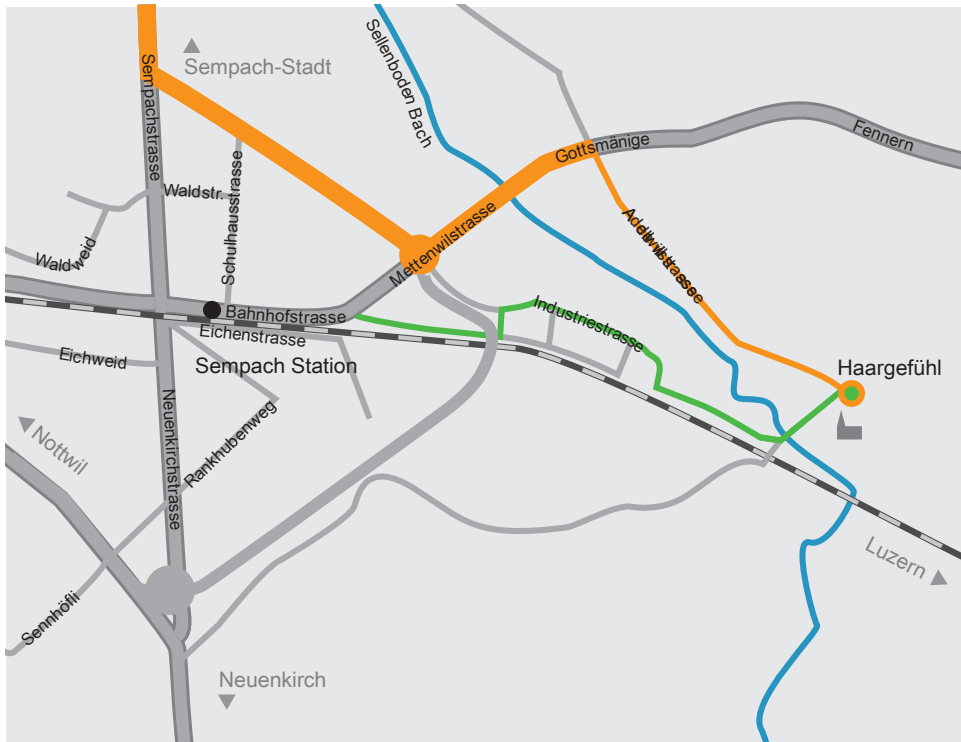 Sempach-Stadt
Sempachstrasse
Sellenboden Bach
Fennern
Gottsmänige
Waldstr.
Schulhausstrasse
Mettenwilstrasse
Adelwilstrasse
Waldweid
Bahnhofstrasse
Industriestrasse
Eichenstrasse
Eichweid
Sempach Station
Haargefühl
Neuenkirchstrasse
Rankhubenweg
Nottwil
Luzern
Sennhöfli
Neuenkirch